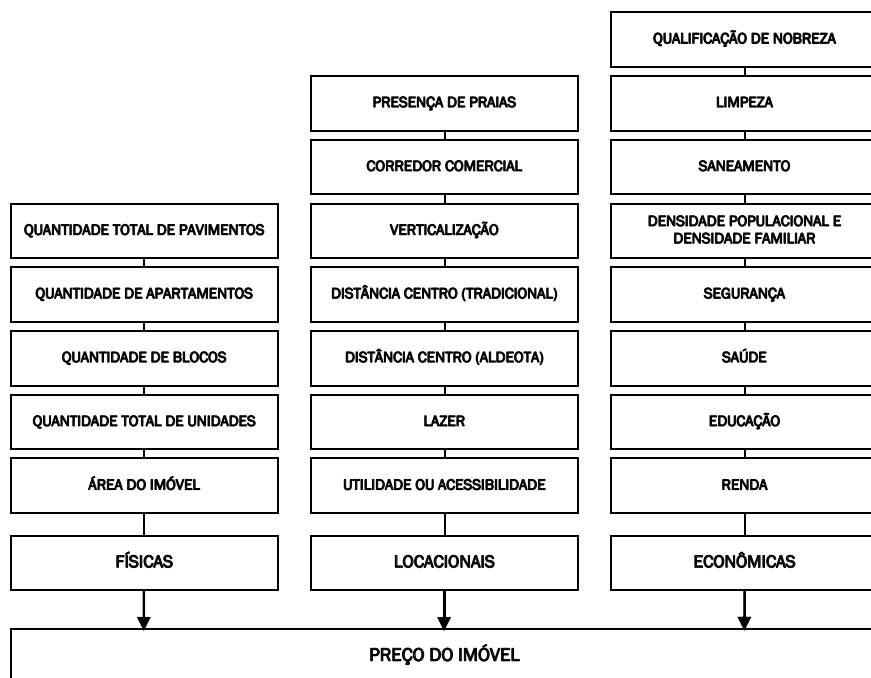 QUALIFICAÇÃO DE NOBREZA
PRESENÇA DE PRAIAS
LIMPEZA
CORREDOR COMERCIAL
SANEAMENTO
QUANTIDADE TOTAL DE PAVIMENTOS
VERTICALIZAÇÃO
DENSIDADE POPULACIONAL E
DENSIDADE FAMILIAR
QUANTIDADE DE APARTAMENTOS
DISTÂNCIA CENTRO (TRADICIONAL)
SEGURANÇA
QUANTIDADE DE BLOCOS
DISTÂNCIA CENTRO (ALDEOTA)
SAÚDE
QUANTIDADE TOTAL DE UNIDADES
LAZER
EDUCAÇÃO
ÁREA DO IMÓVEL
UTILIDADE OU ACESSIBILIDADE
RENDA
FÍSICAS
LOCACIONAIS
ECONÔMICAS
PREÇO DO IMÓVEL